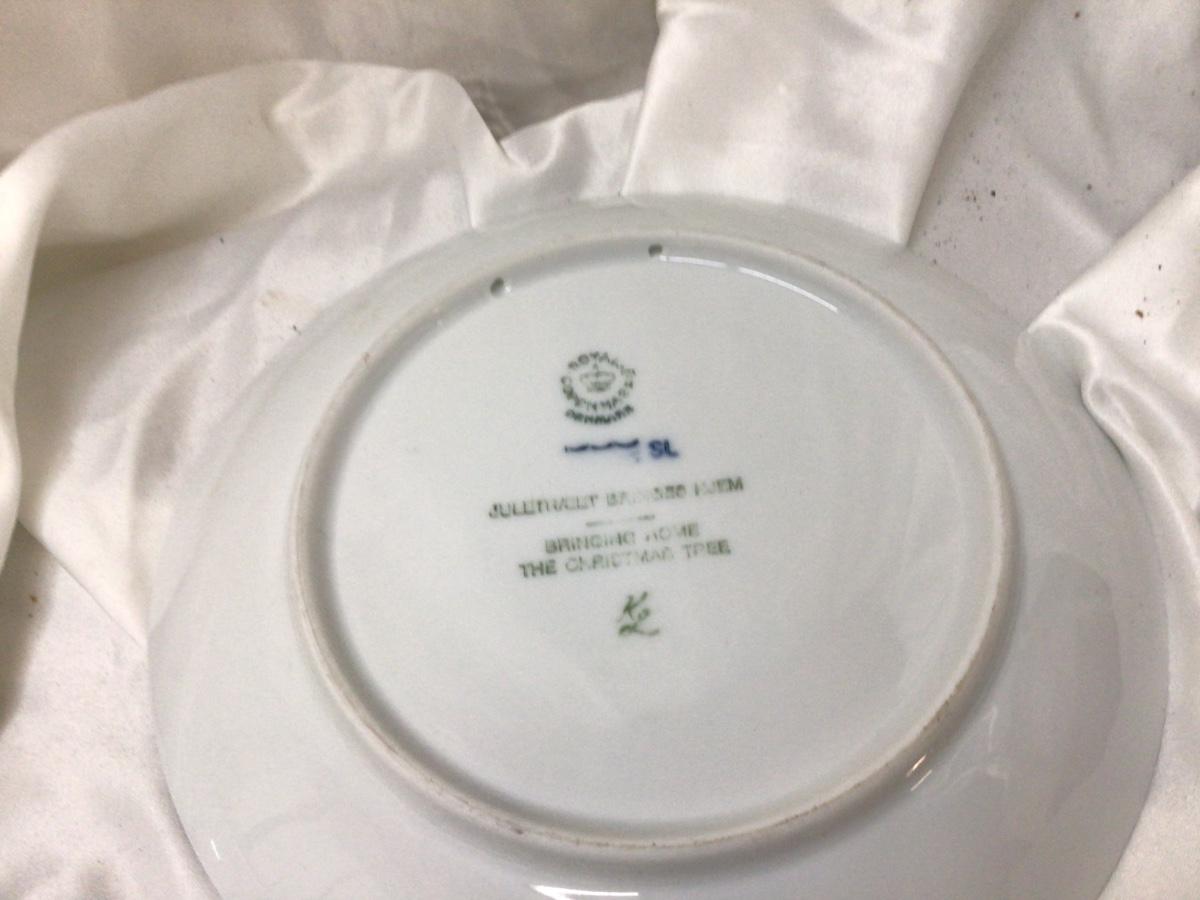 ROYAL
COPENHAGEN
DENMARK
SL
JULETRÆET BRINGES HJEM
BRINGING HOME
THE CHRISTMAS TREE